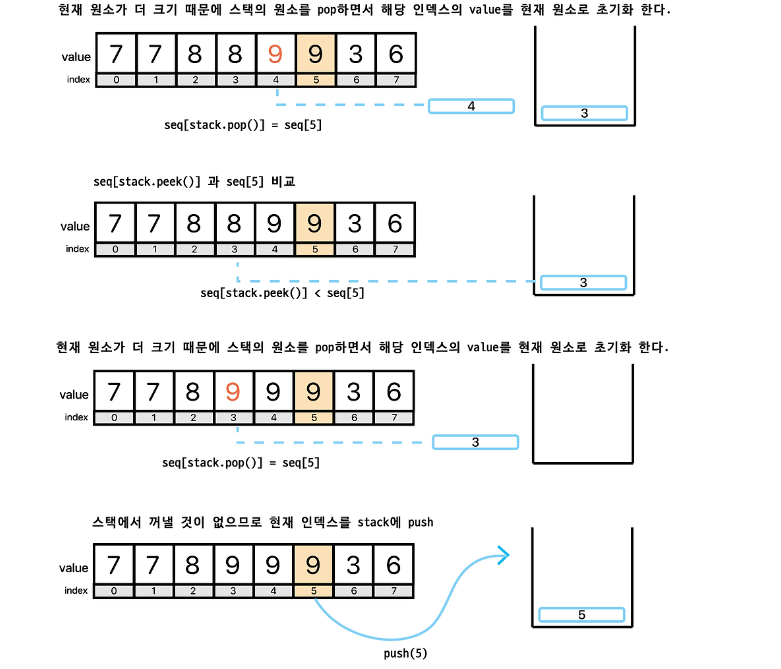 현재 원소가 더 크기 때문에 스택의 원소를 pop하면서 해당 인덱스의 value를 현재 원소로 초기화 한다.
value 7 7 8 8 9 9 3 6
index 0 1 2 3 4 5 6 7
4
3
seq[stack.pop()] = seq[5]
seq[stack.peek()] 과 seq[5] 비교
value 7 7 8 8 9 9 3 6
index 0 1 2 3 4 5 6 7
3
seq[stack.peek()] < seq[5]
현재 원소가 더 크기 때문에 스택의 원소를 pop하면서 해당 인덱스의 value를 현재 원소로 초기화 한다.
value 7 7 8 9 9 9 3 6
index 0 1 2 3 4 5 6 7
3
seq[stack.pop()] = seq[5]
스택에서 꺼낼 것이 없으므로 현재 인덱스를 stack에 push
value 7 7 8 9 9 9 3 6
index 0 1 2 3 4 5 6 7
5
push(5)